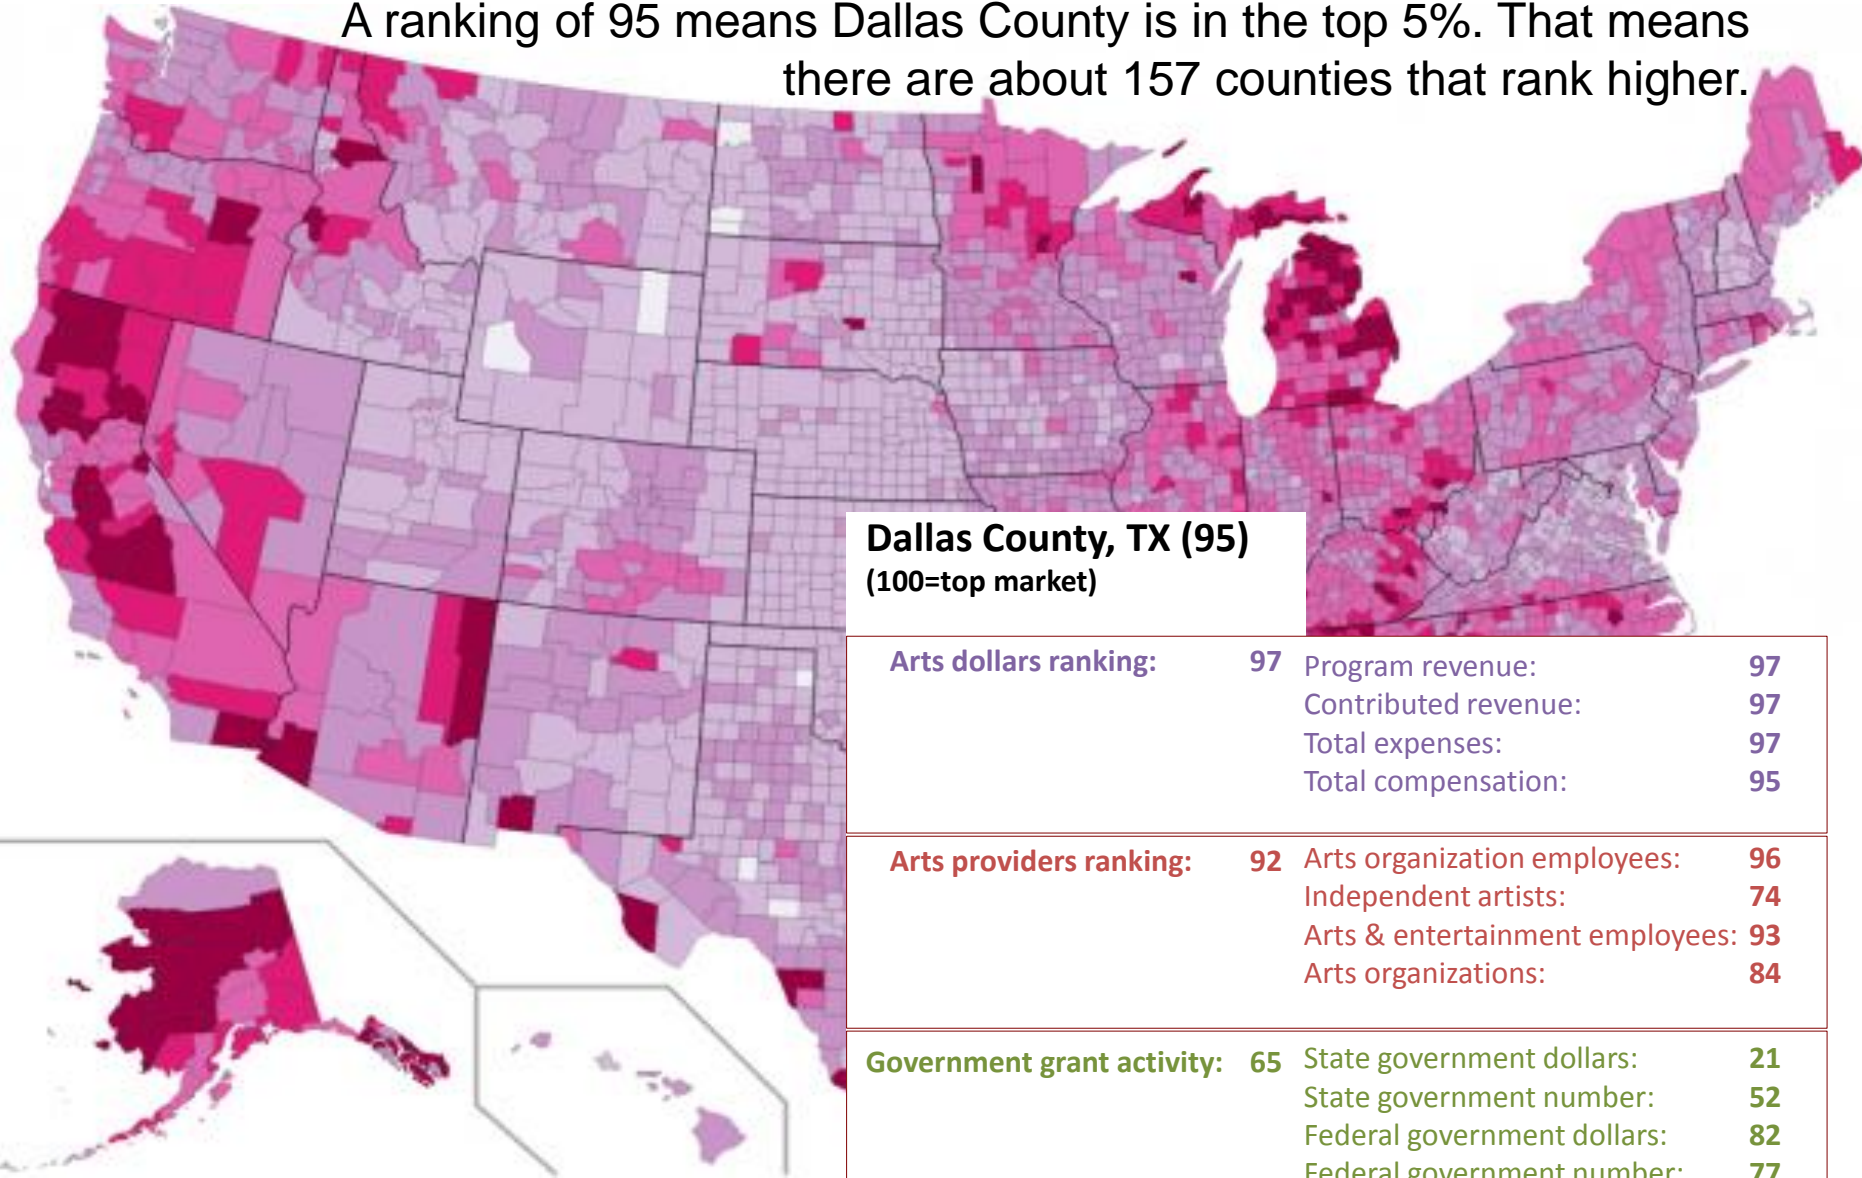 A ranking of 95 means Dallas County is in the top 5%. That means
there are about 157 counties that rank higher.
Dallas County, TX (95)
(100=top market)
Arts dollars ranking: 97
Program revenue: 97
Contributed revenue: 97
Total expenses: 97
Total compensation: 95
Arts providers ranking: 92
Arts organization employees: 96
Independent artists: 74
Arts & entertainment employees: 93
Arts organizations: 84
Government grant activity: 65
State government dollars: 21
State government number: 52
Federal government dollars: 82
Federal government number: 77